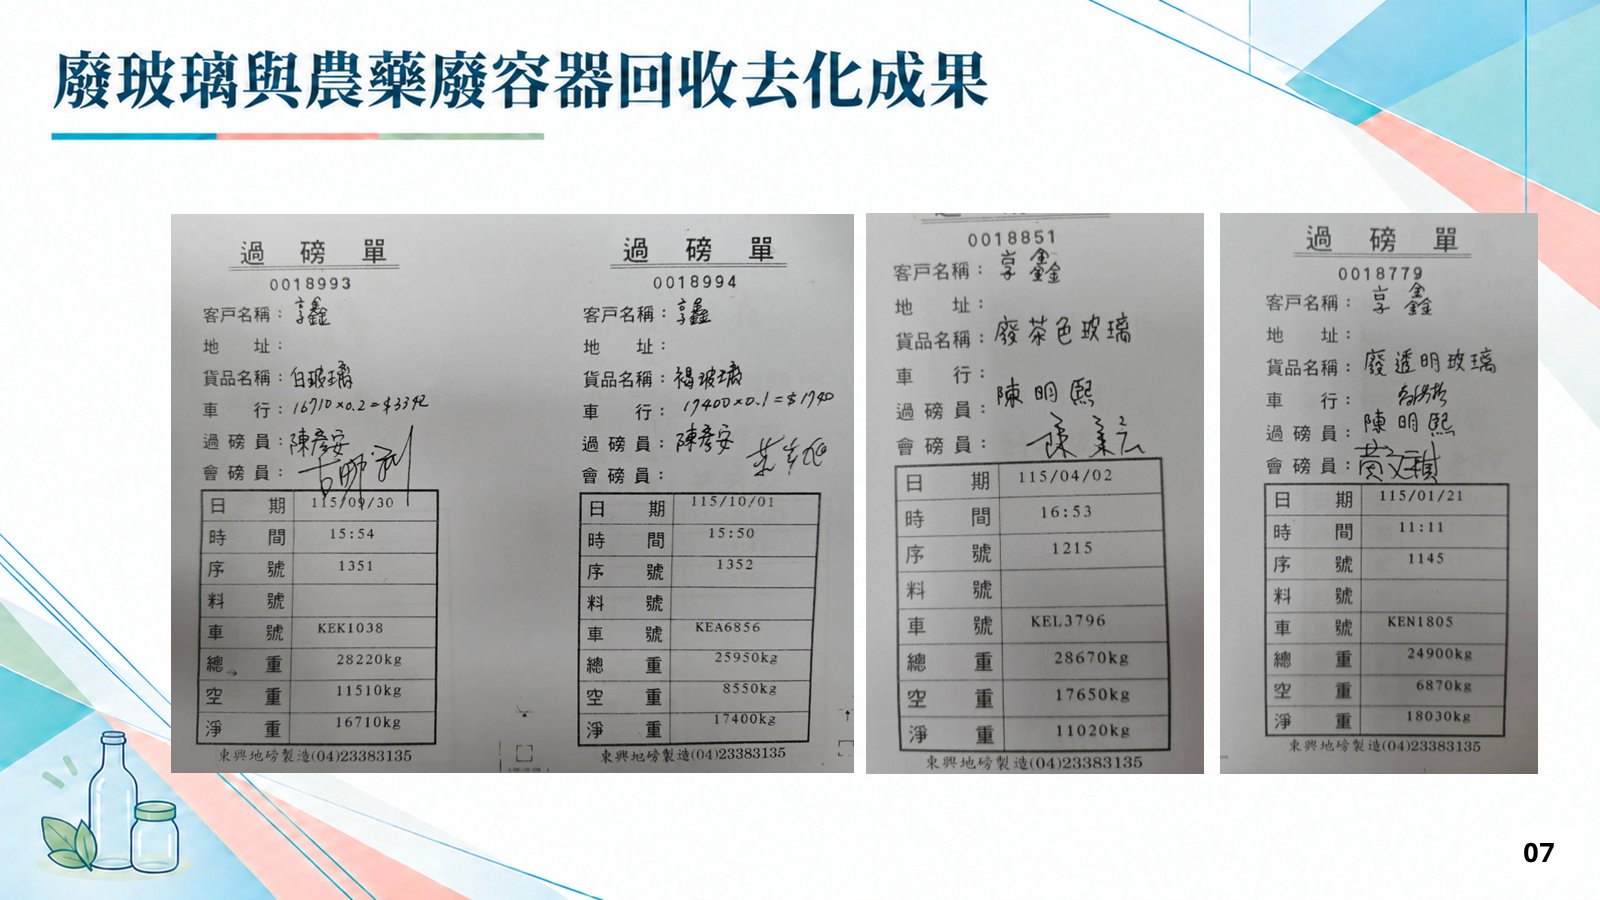 廢玻璃與農藥廢容器回收去化成果
過磅單
0018993
客戶名稱：享鑫
地址：
貨品名稱：白玻璃
車行：16710×0.2=$3342
過磅員：陳彥安
會磅員：
日期 115/09/30
時間 15:54
序號 1351
料號
車號 KEK1038
總重 28220kg
空重 11510kg
淨重 16710kg
東興地磅製造(04)23383135
過磅單
0018994
客戶名稱：享鑫
地址：
貨品名稱：褐玻璃
車行：17400×0.1=$1740
過磅員：陳彥安
會磅員：
日期 115/10/01
時間 15:50
序號 1352
料號
車號 KEA6856
總重 25950kg
空重 8550kg
淨重 17400kg
東興地磅製造(04)23383135
0018851
客戶名稱：享鑫
地址：
貨品名稱：廢茶色玻璃
車行：
過磅員：陳明熙
會磅員：
日期 115/04/02
時間 16:53
序號 1215
料號
車號 KEL3796
總重 28670kg
空重 17650kg
淨重 11020kg
東興地磅製造(04)23383135
過磅單
0018779
客戶名稱：享鑫
地址：
貨品名稱：廢透明玻璃
車行：
過磅員：陳明熙
會磅員：
日期 115/01/21
時間 11:11
序號 1145
料號
車號 KEN1805
總重 24900kg
空重 6870kg
淨重 18030kg
東興地磅製造(04)23383135
07